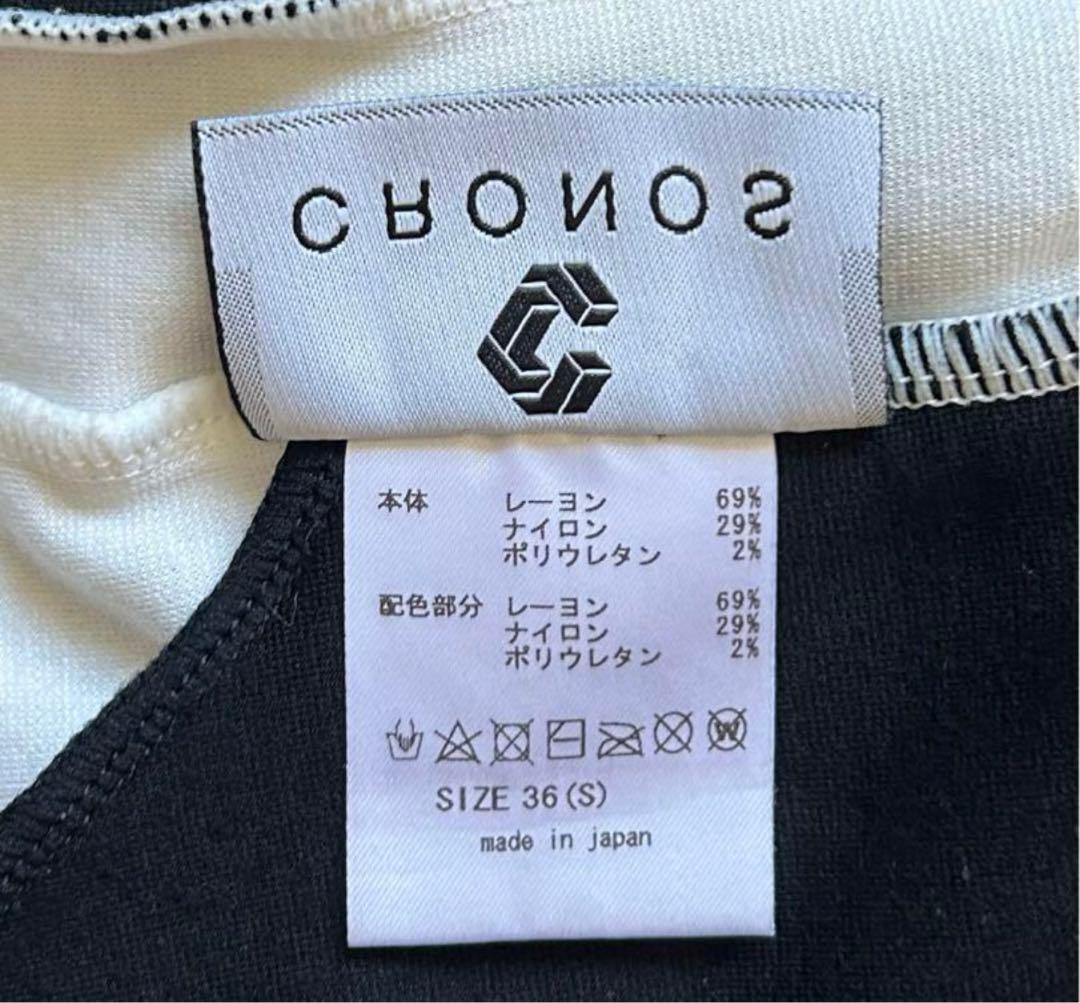 CRONOS
本体 レーヨン 69%
ナイロン 29%
ポリウレタン 2%
配色部分 レーヨン 69%
ナイロン 29%
ポリウレタン 2%
SIZE 36(S)
made in japan